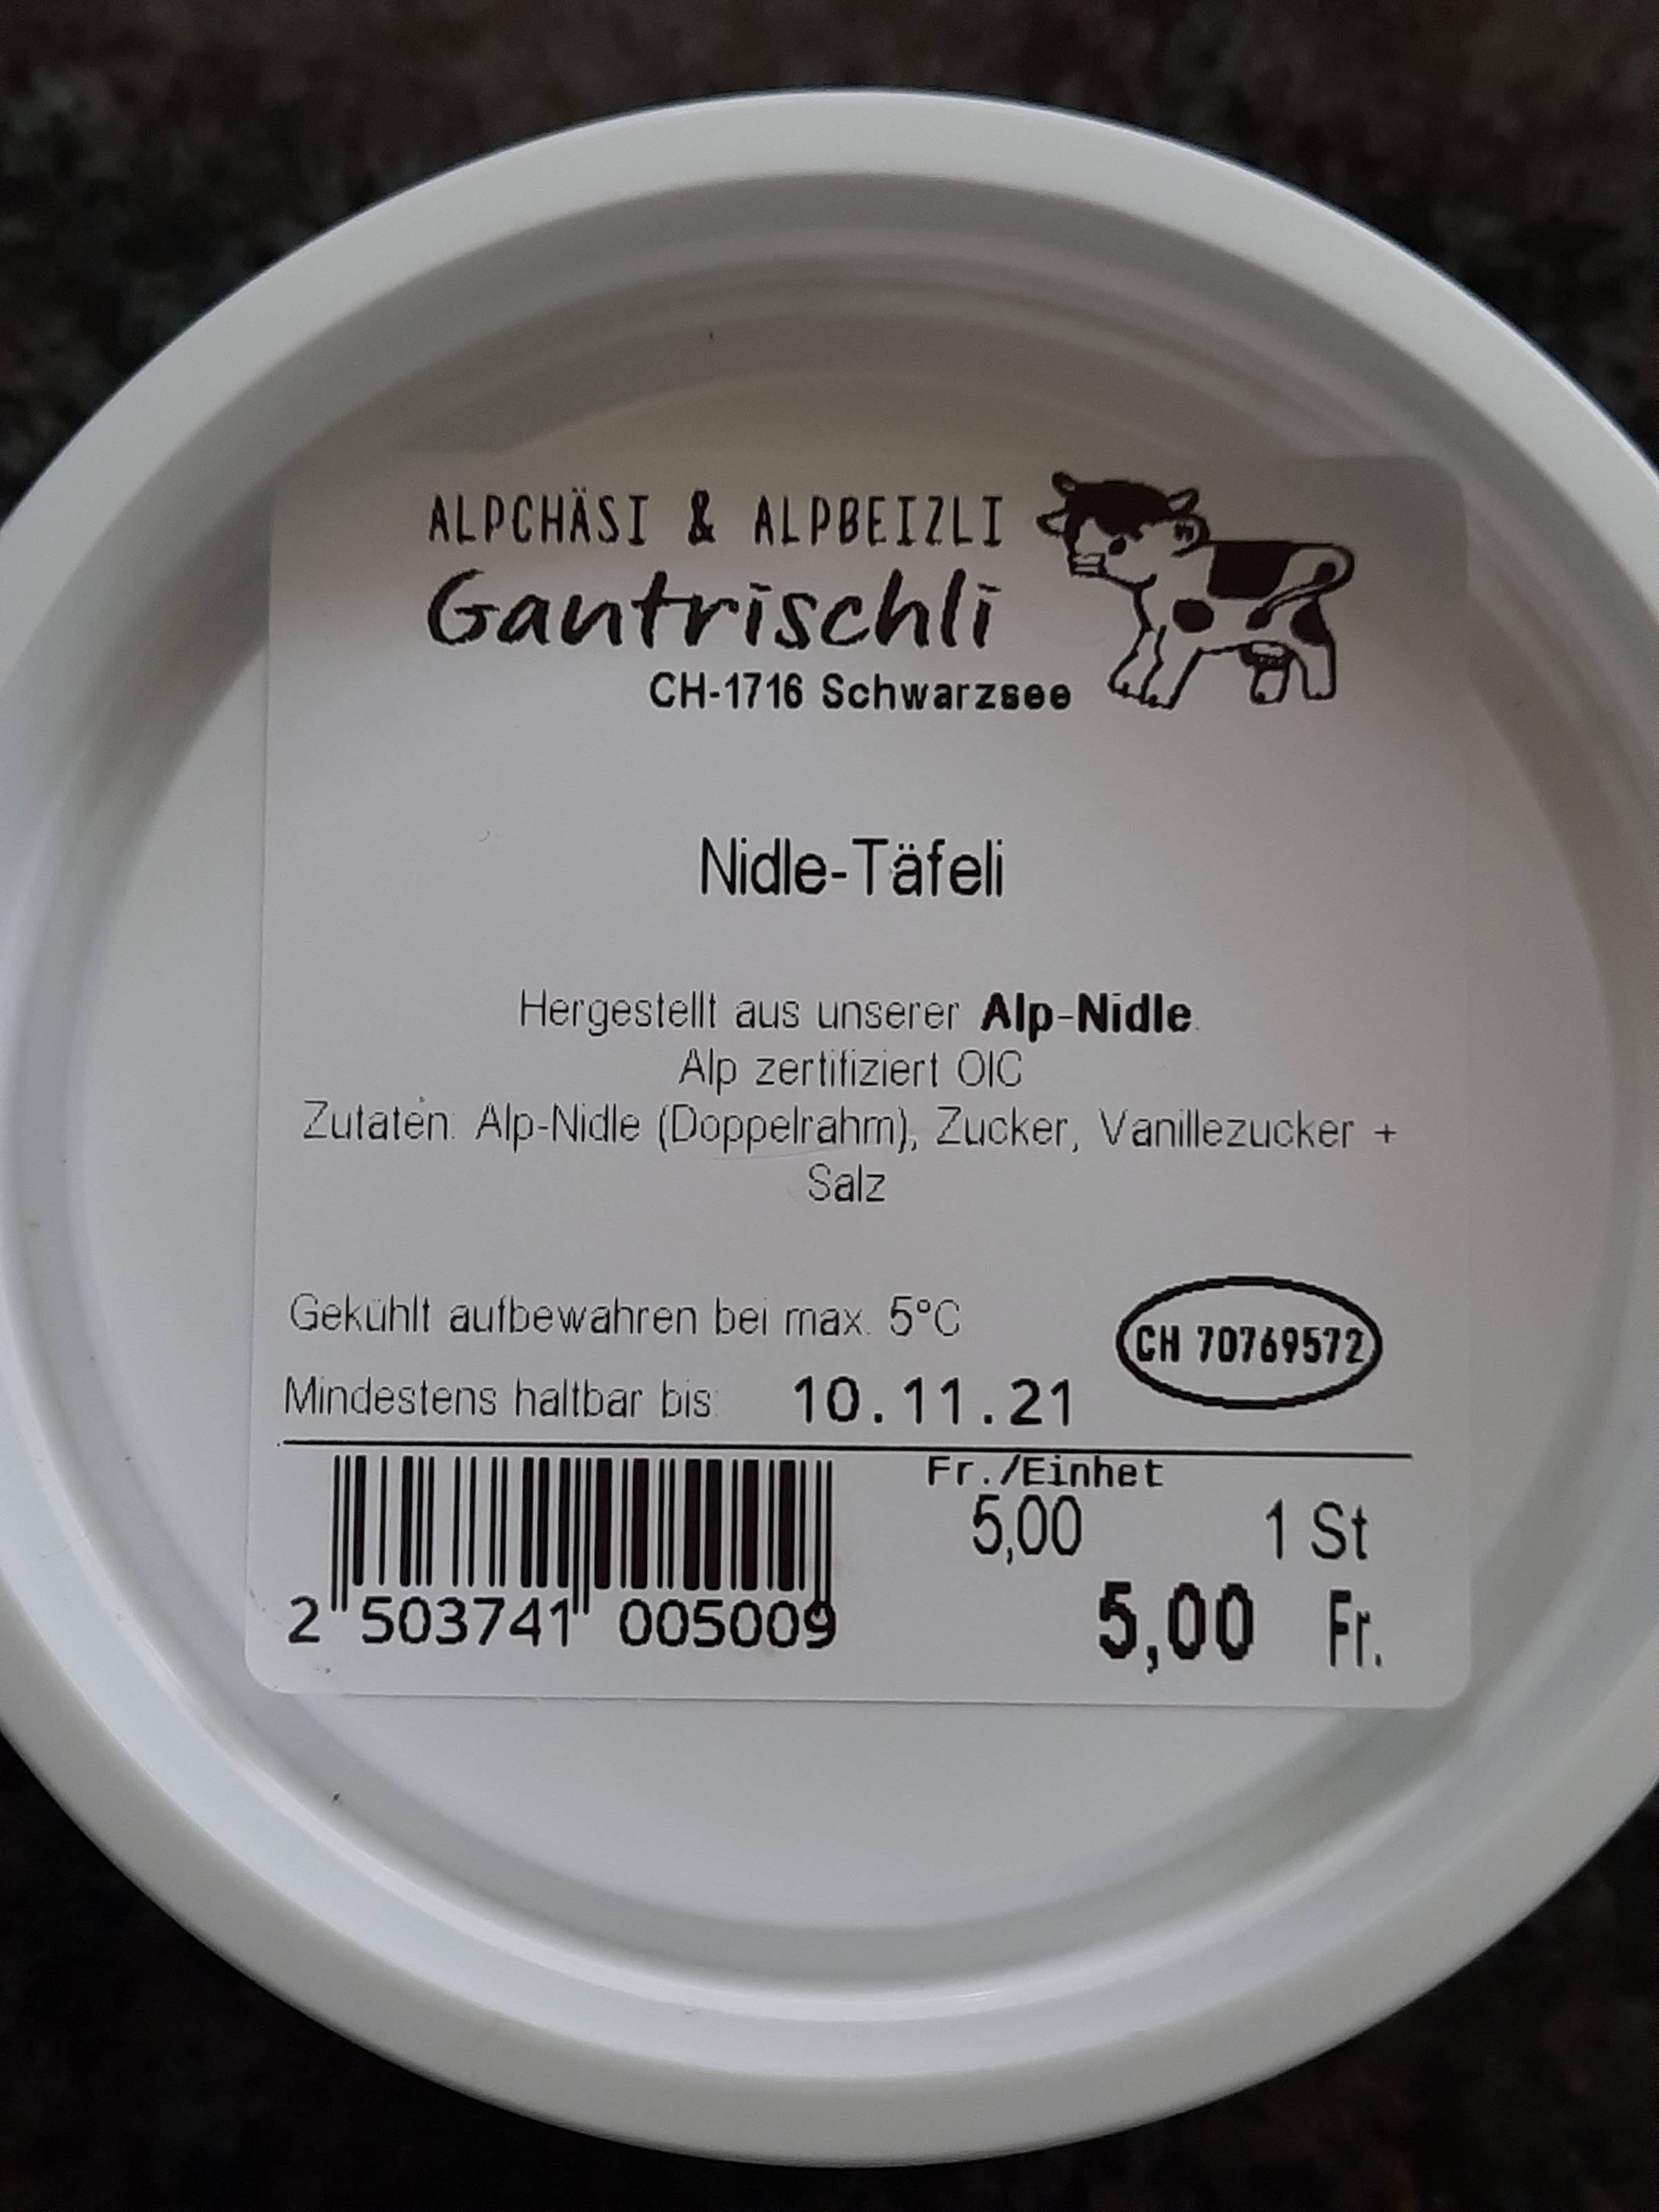 ALPCHÄSI & ALPBEIZLI
Gantrischli
CH-1716 Schwarzsee
Nidle-Täfeli
Hergestellt aus unserer Alp-Nidle.
Alp zertifiziert OIC
Zutaten: Alp-Nidle (Doppelrahm), Zucker, Vanillezucker +
Salz
Gekühlt aufbewahren bei max. 5°C
CH 70769572
Mindestens haltbar bis: 10.11.21
Fr./Einhet
5,00 1 St
5,00 Fr.
2 503741 005009